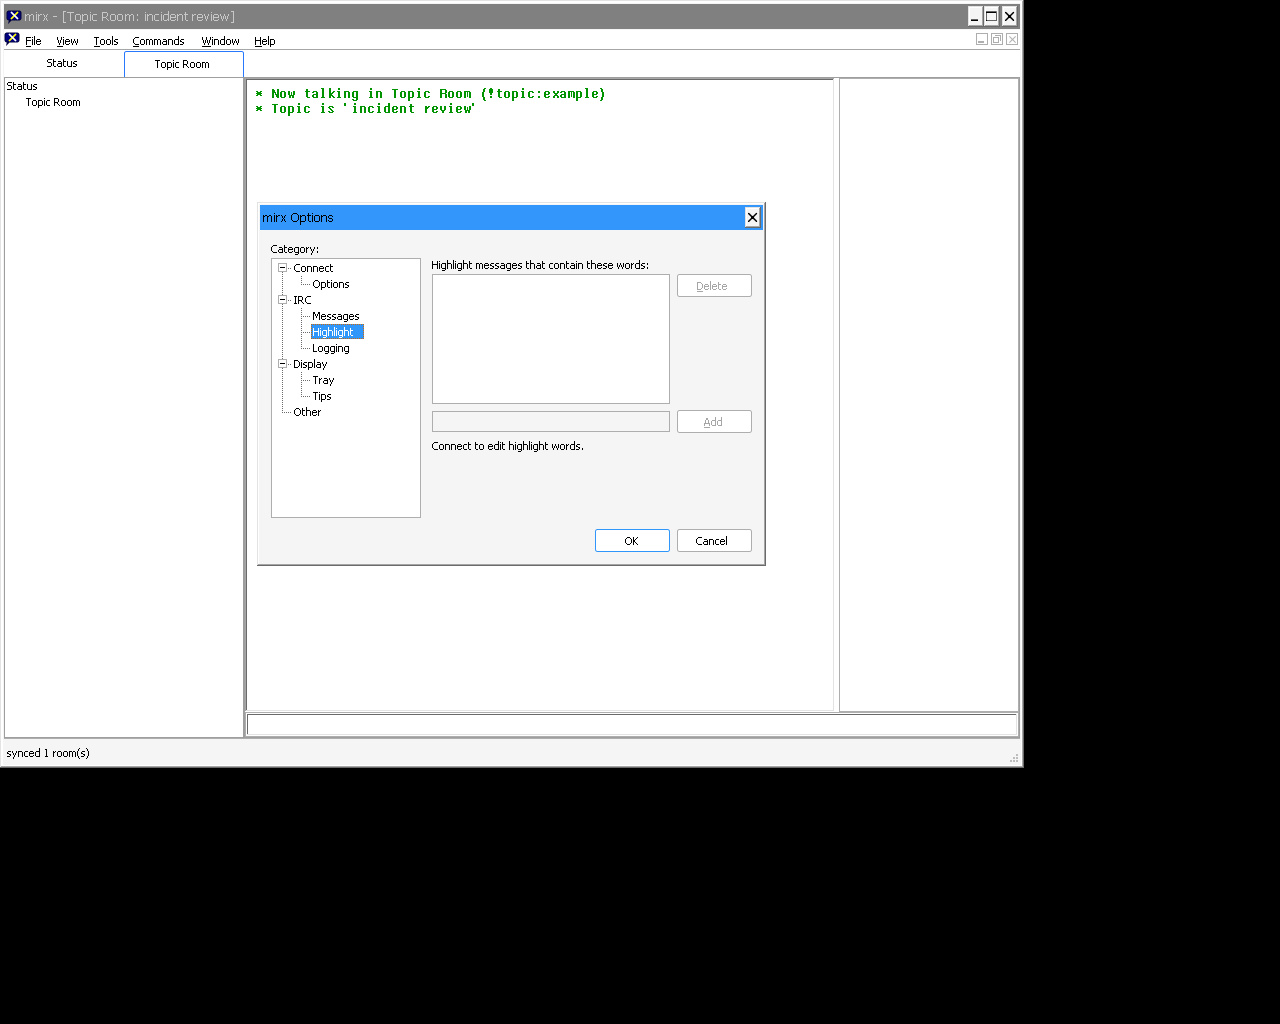 mirx - [Topic Room: incident review]
File View Tools Commands Window Help
Status Topic Room
Status
Topic Room
* Now talking in Topic Room (!topic:example)
* Topic is 'incident review'
mirx Options
Category:
Connect
Options
IRC
Messages
Highlight
Logging
Display
Tray
Tips
Other
Highlight messages that contain these words:
Delete
Add
Connect to edit highlight words.
OK Cancel
synced 1 room(s)